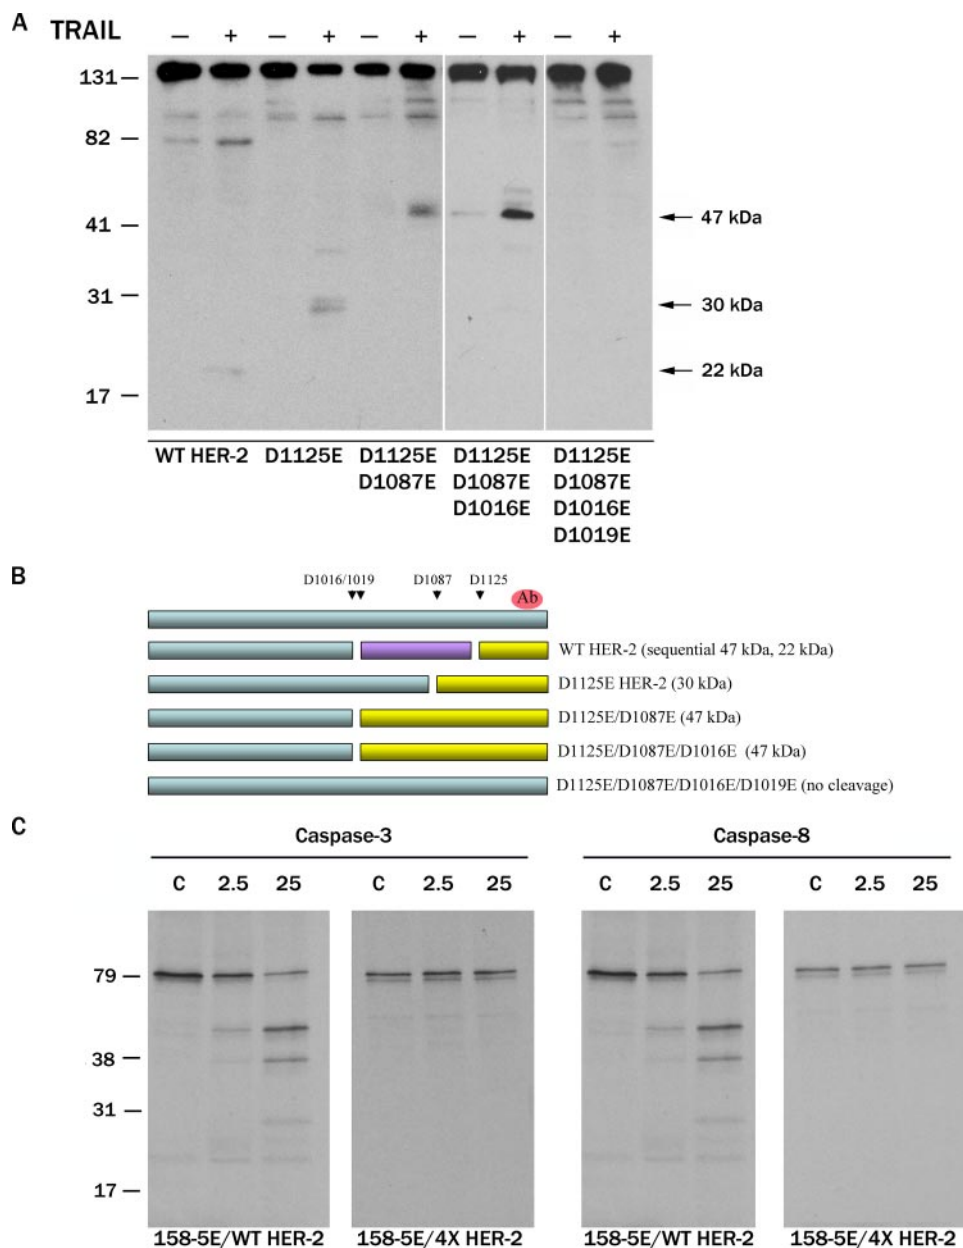 A
TRAIL — + — + — + — + — +
131 —
82 —
41 —
31 —
17 —
← 47 kDa
← 30 kDa
← 22 kDa
WT HER-2 D1125E D1125E D1125E D1125E
D1087E D1087E D1087E
D1016E D1016E
D1019E
B
D1016/1019 D1087 D1125
Ab
WT HER-2 (sequential 47 kDa, 22 kDa)
D1125E HER-2 (30 kDa)
D1125E/D1087E (47 kDa)
D1125E/D1087E/D1016E (47 kDa)
D1125E/D1087E/D1016E/D1019E (no cleavage)
C
Caspase-3 Caspase-8
C 2.5 25 C 2.5 25 C 2.5 25 C 2.5 25
79 —
38 —
31 —
17 —
158-5E/WT HER-2 158-5E/4X HER-2 158-5E/WT HER-2 158-5E/4X HER-2